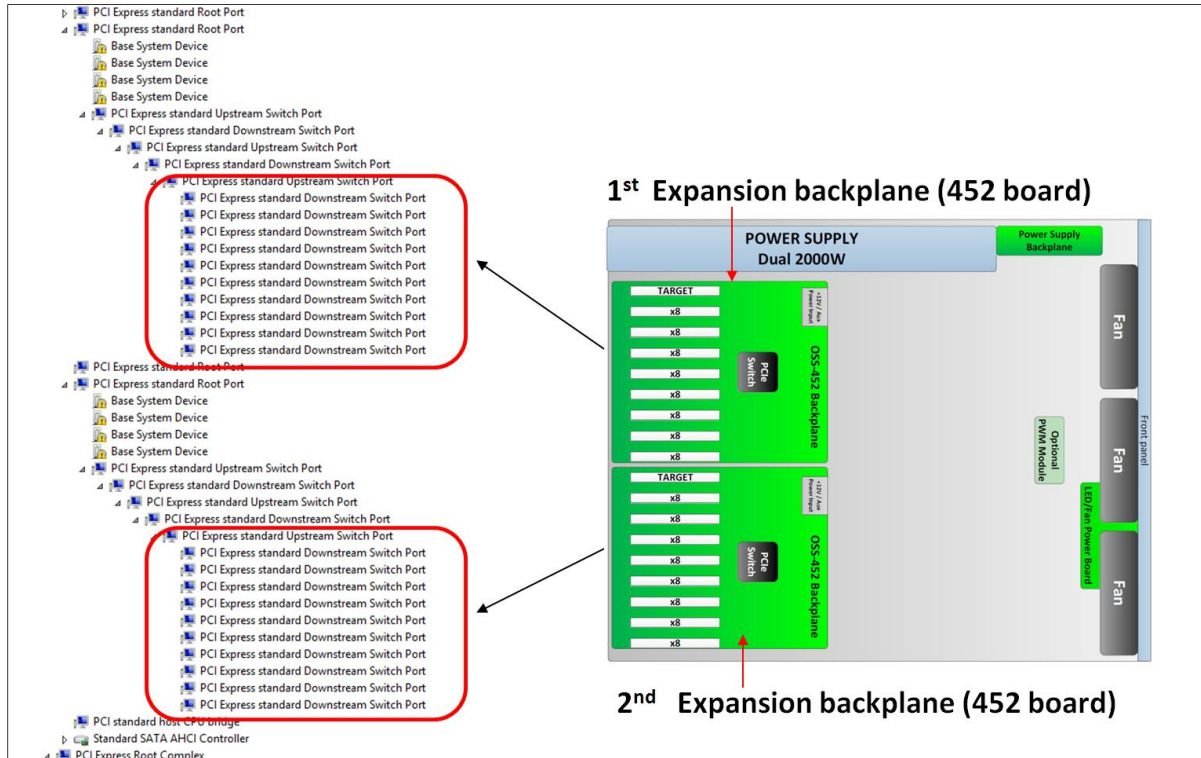 PCI Express standard Root Port
PCI Express standard Root Port
Base System Device
Base System Device
Base System Device
Base System Device
PCI Express standard Upstream Switch Port
PCI Express standard Downstream Switch Port
PCI Express standard Upstream Switch Port
PCI Express standard Downstream Switch Port
PCI Express standard Upstream Switch Port
PCI Express standard Downstream Switch Port
PCI Express standard Downstream Switch Port
PCI Express standard Downstream Switch Port
PCI Express standard Downstream Switch Port
PCI Express standard Downstream Switch Port
PCI Express standard Downstream Switch Port
PCI Express standard Downstream Switch Port
PCI Express standard Downstream Switch Port
PCI Express standard Downstream Switch Port
PCI Express standard Downstream Switch Port
PCI Express standard Root Port
PCI Express standard Root Port
Base System Device
Base System Device
Base System Device
Base System Device
PCI Express standard Upstream Switch Port
PCI Express standard Downstream Switch Port
PCI Express standard Upstream Switch Port
PCI Express standard Downstream Switch Port
PCI Express standard Upstream Switch Port
PCI Express standard Downstream Switch Port
PCI Express standard Downstream Switch Port
PCI Express standard Downstream Switch Port
PCI Express standard Downstream Switch Port
PCI Express standard Downstream Switch Port
PCI Express standard Downstream Switch Port
PCI Express standard Downstream Switch Port
PCI Express standard Downstream Switch Port
PCI Express standard Downstream Switch Port
PCI Express standard Downstream Switch Port
PCI standard host CPU bridge
Standard SATA AHCI Controller
PCI Express Root Complex
1st Expansion backplane (452 board)
POWER SUPPLY
Dual 2000W
Power Supply
Backplane
TARGET
x8
x8
x8
x8
x8
x8
x8
x8
+12V / Aux
Power Input
PCIe
Switch
OSS-452 Backplane
TARGET
x8
x8
x8
x8
x8
x8
x8
x8
+12V / Aux
Power Input
PCIe
Switch
OSS-452 Backplane
Optional
PWM Module
LED/Fan Power Board
Fan
Fan
Fan
Front panel
2nd Expansion backplane (452 board)